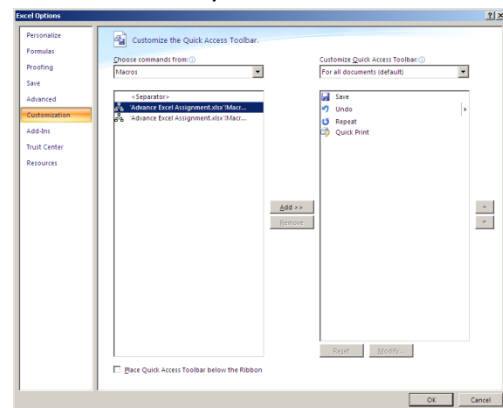 Excel Options
Personalize
Formulas
Proofing
Save
Advanced
Customization
Add-Ins
Trust Center
Resources
Customize the Quick Access Toolbar.
Choose commands from:
Macros
<Separator>
'Advance Excel Assignment.xlsx'!Macr...
'Advance Excel Assignment.xlsx'!Macr...
Add >>
Remove
Customize Quick Access Toolbar:
For all documents (default)
Save
Undo
Repeat
Quick Print
Reset
Modify...
Place Quick Access Toolbar below the Ribbon
OK
Cancel